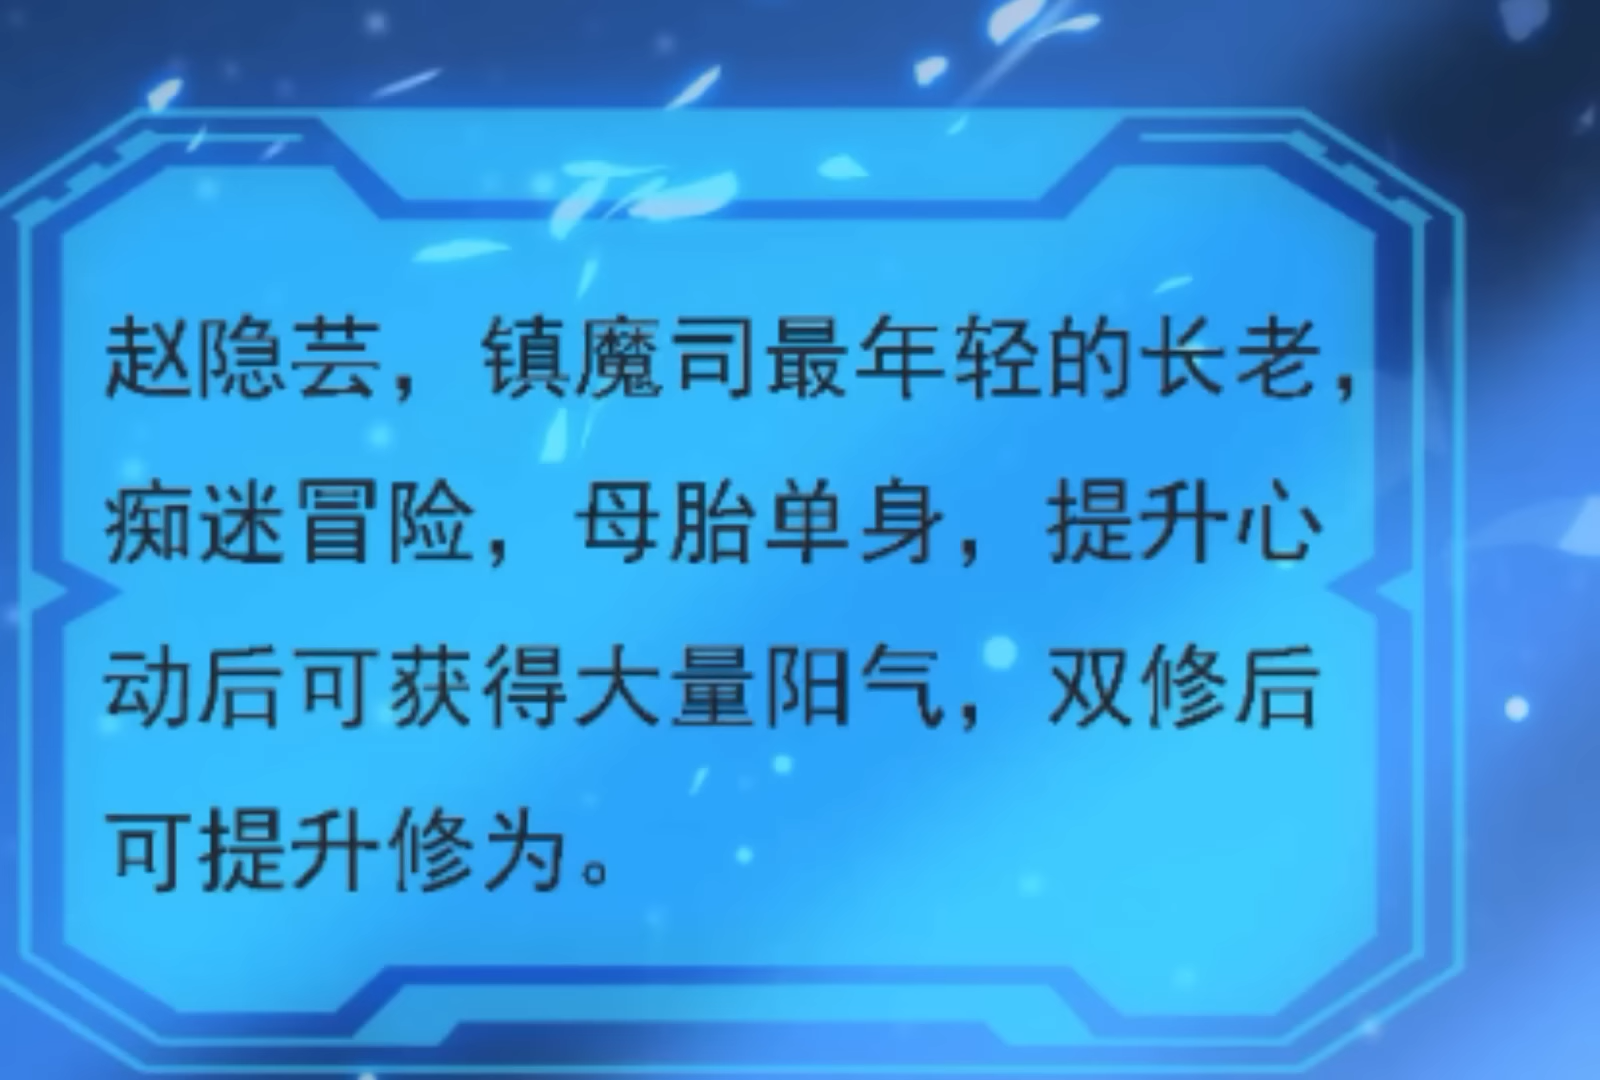 赵隐芸，镇魔司最年轻的长老，
痴迷冒险，母胎单身，提升心
动后可获得大量阳气，双修后
可提升修为。